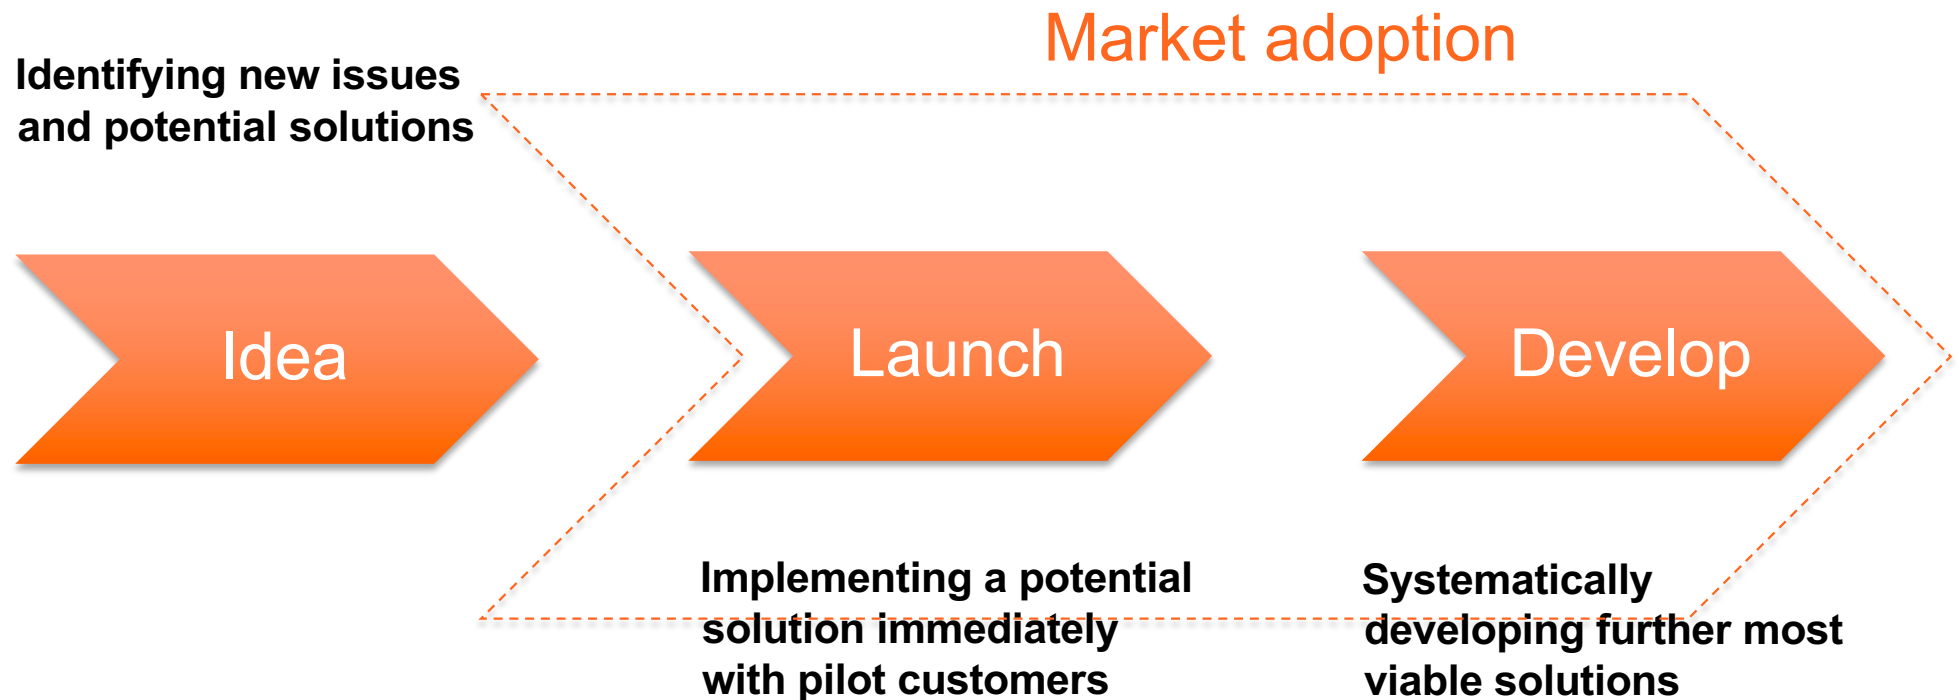 Market adoption
Identifying new issues
and potential solutions
Idea
Launch
Develop
Implementing a potential
solution immediately
with pilot customers
Systematically
developing further most
viable solutions